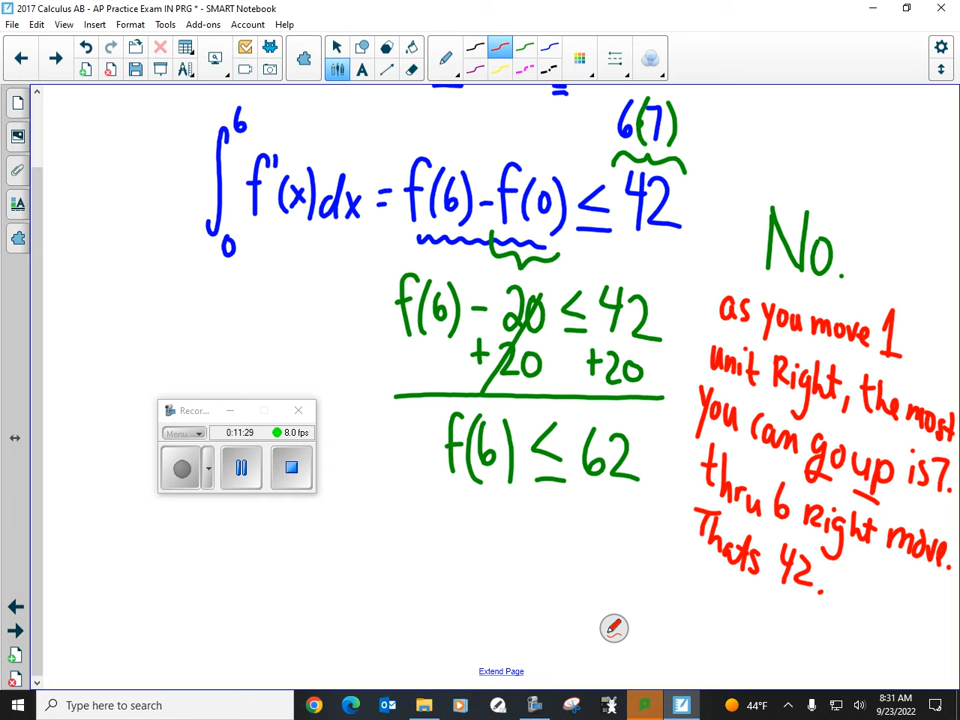 2017 Calculus AB - AP Practice Exam IN PRG * - SMART Notebook
File Edit View Insert Format Tools Add-ons Account Help
6(7)
∫₀⁶ f'(x)dx = f(6) - f(0) ≤ 42
f(6) - 20 ≤ 42
+20 +20
f(6) ≤ 62
No.
as you move 1
unit Right, the most
you can go up is 7.
thru 6 Right move.
Thats 42.
Recor...
Menu
0:11:29
8.0 fps
Extend Page
Type here to search
44°F
8:31 AM
9/23/2022